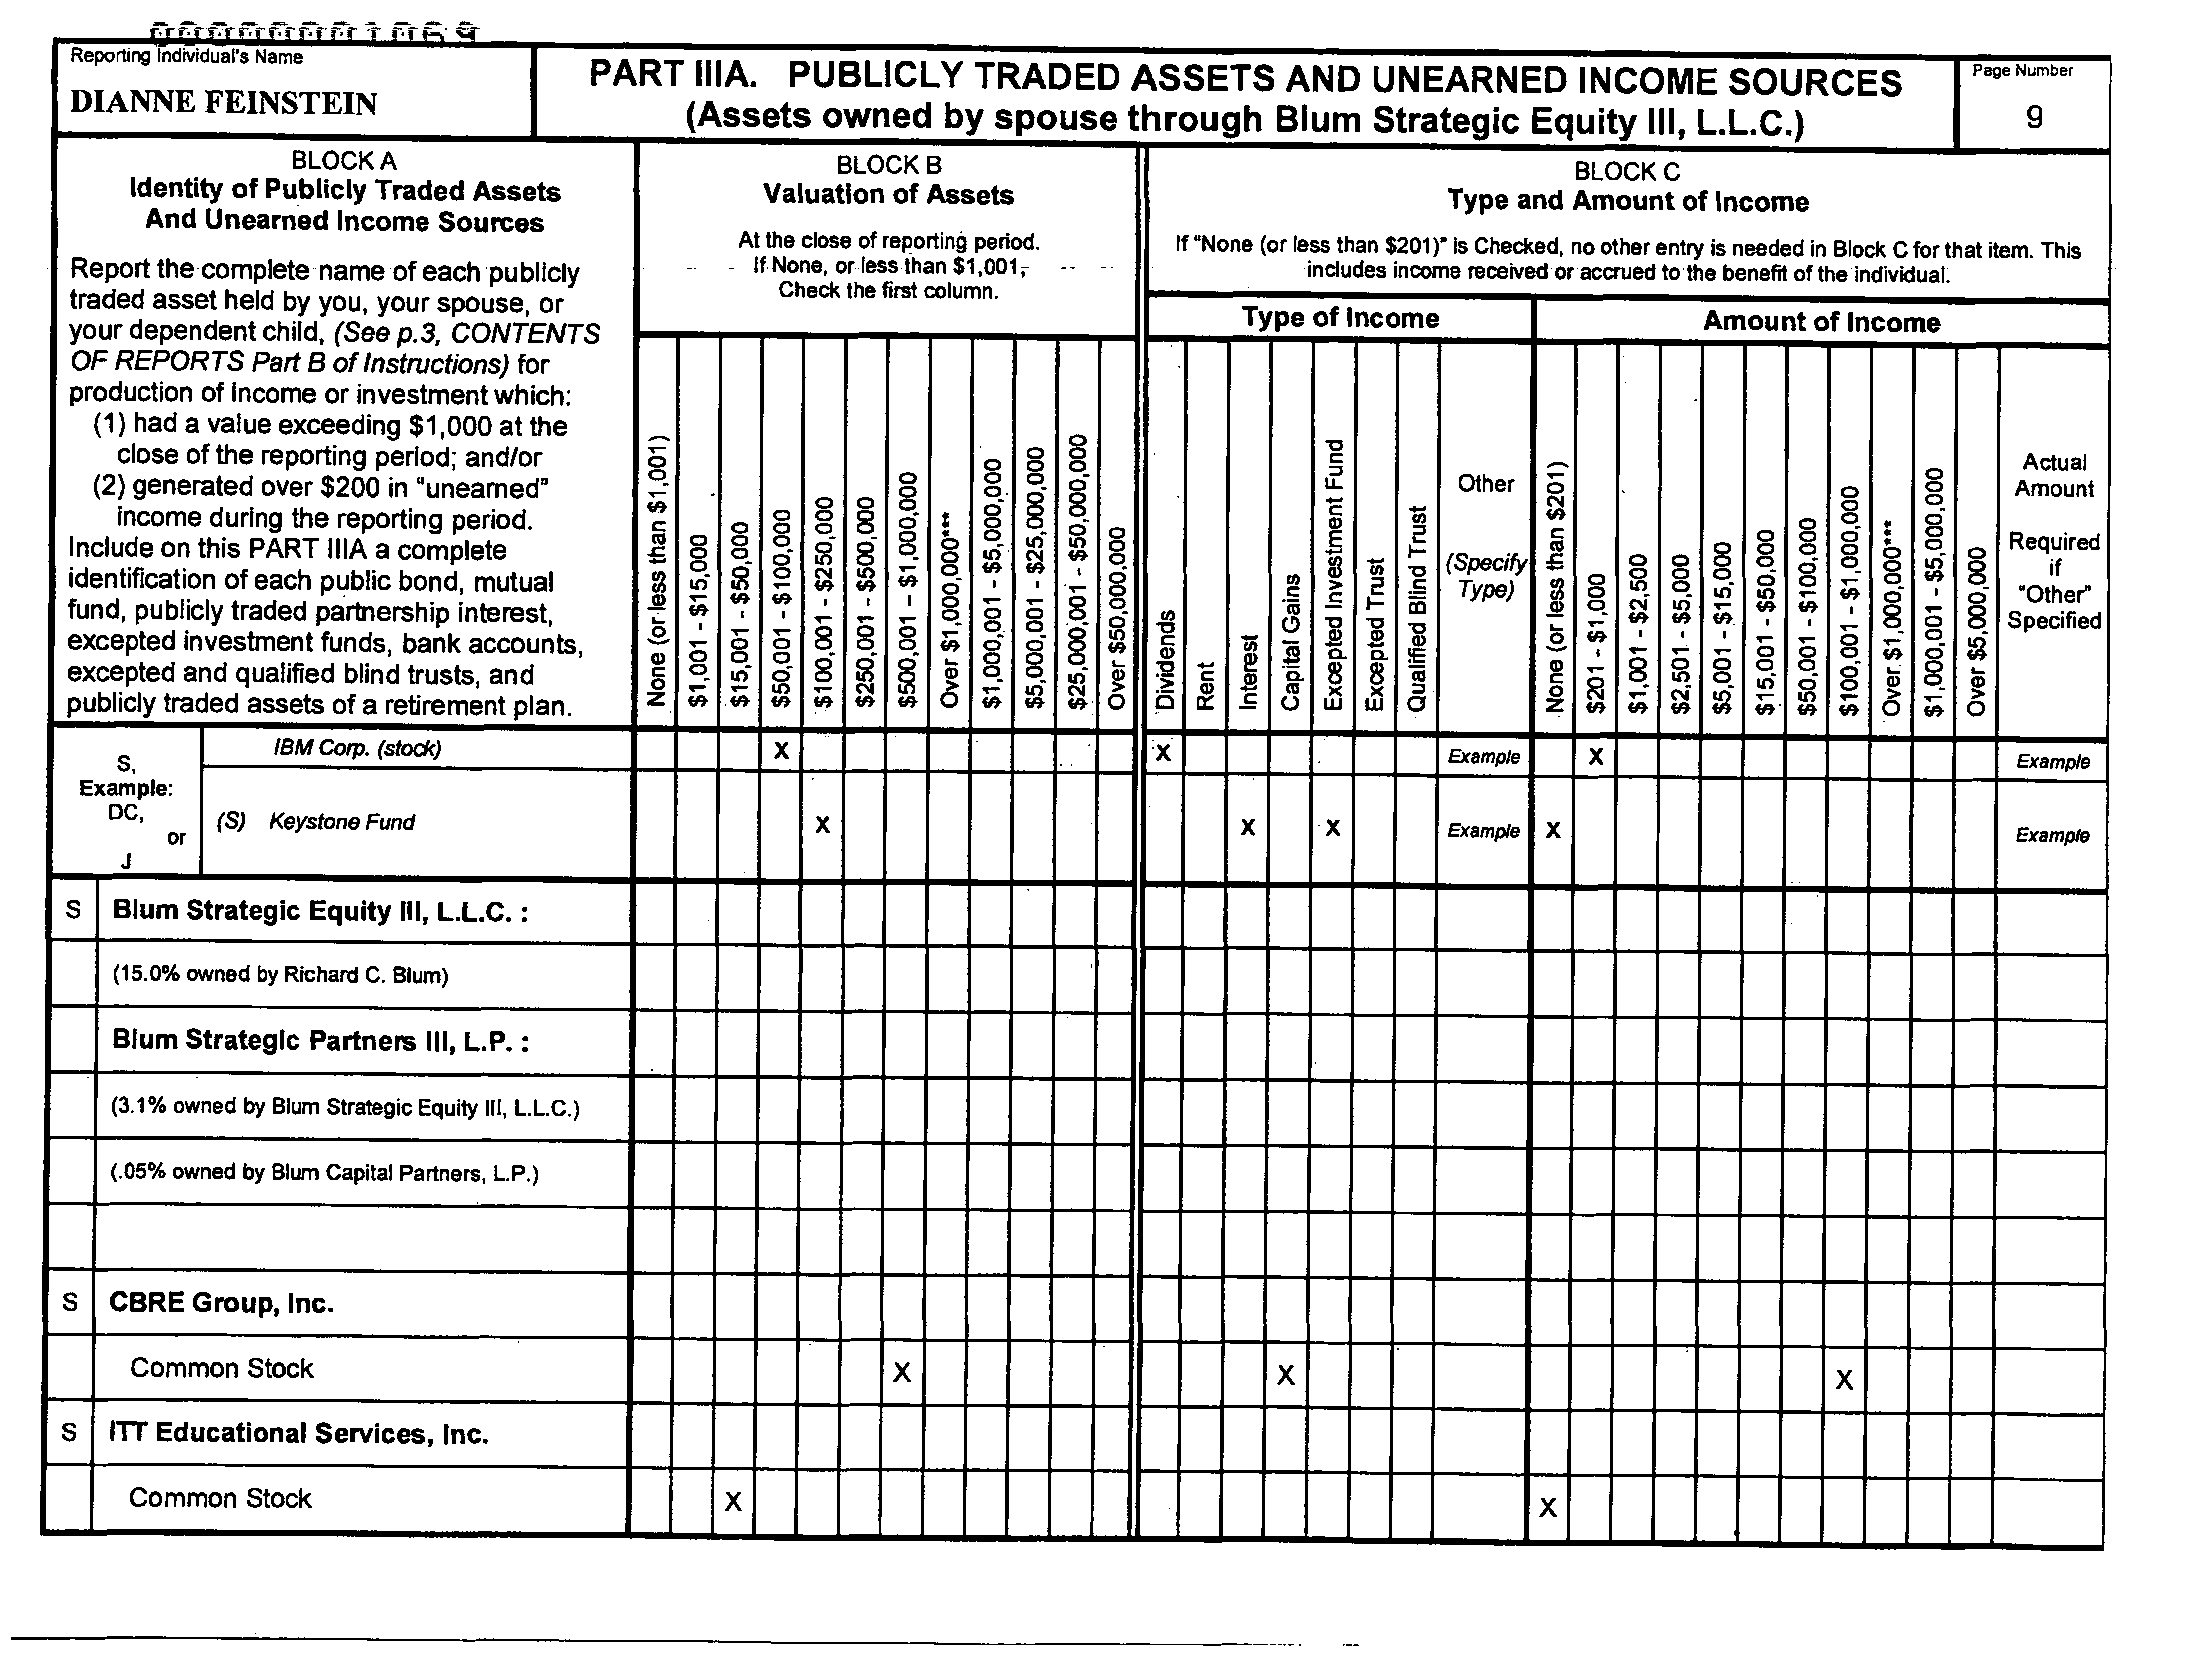 Reporting Individual's Name
DIANNE FEINSTEIN
PART IIIA. PUBLICLY TRADED ASSETS AND UNEARNED INCOME SOURCES
(Assets owned by spouse through Blum Strategic Equity III, L.L.C.)
Page Number
9
BLOCK A
Identity of Publicly Traded Assets
And Unearned Income Sources
Report the complete name of each publicly
traded asset held by you, your spouse, or
your dependent child, (See p.3, CONTENTS
OF REPORTS Part B of Instructions) for
production of income or investment which:
(1) had a value exceeding $1,000 at the
close of the reporting period; and/or
(2) generated over $200 in "unearned"
income during the reporting period.
Include on this PART IIIA a complete
identification of each public bond, mutual
fund, publicly traded partnership interest,
excepted investment funds, bank accounts,
excepted and qualified blind trusts, and
publicly traded assets of a retirement plan.
BLOCK B
Valuation of Assets
At the close of reporting period.
If None, or less than $1,001,
Check the first column.
None (or less than $1,001)
$1,001 - $15,000
$15,001 - $50,000
$50,001 - $100,000
$100,001 - $250,000
$250,001 - $500,000
$500,001 - $1,000,000
Over $1,000,000***
$1,000,001 - $5,000,000
$5,000,001 - $25,000,000
$25,000,001 - $50,000,000
Over $50,000,000
BLOCK C
Type and Amount of Income
If "None (or less than $201)" is Checked, no other entry is needed in Block C for that item. This
includes income received or accrued to the benefit of the individual.
Type of Income
Dividends
Rent
Interest
Capital Gains
Excepted Investment Fund
Excepted Trust
Qualified Blind Trust
Other
(Specify
Type)
Amount of Income
None (or less than $201)
$201 - $1,000
$1,001 - $2,500
$2,501 - $5,000
$5,001 - $15,000
$15,001 - $50,000
$50,001 - $100,000
$100,001 - $1,000,000
Over $1,000,000***
$1,000,001 - $5,000,000
Over $5,000,000
Actual
Amount
Required
if
"Other"
Specified
S,
Example:
DC,
or
J
IBM Corp. (stock) X X Example X Example
(S) Keystone Fund X X X Example X Example
S Blum Strategic Equity III, L.L.C. :
(15.0% owned by Richard C. Blum)
Blum Strategic Partners III, L.P. :
(3.1% owned by Blum Strategic Equity III, L.L.C.)
(.05% owned by Blum Capital Partners, L.P.)
S CBRE Group, Inc.
Common Stock X X X
S ITT Educational Services, Inc.
Common Stock X X